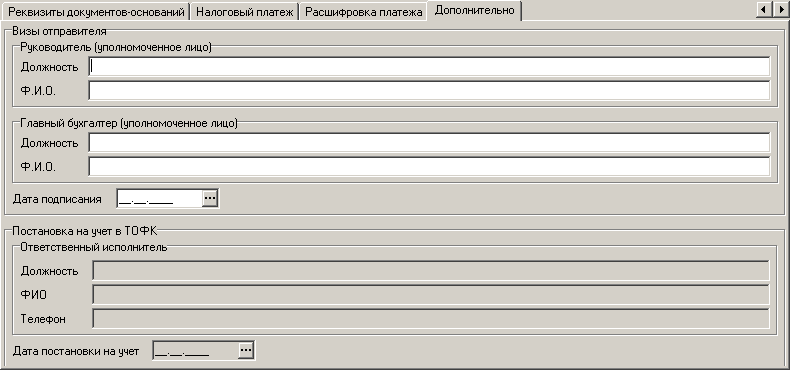 Реквизиты документов-оснований Налоговый платеж Расшифровка платежа Дополнительно
Визы отправителя
Руководитель (уполномоченное лицо)
Должность
Ф.И.О.
Главный бухгалтер (уполномоченное лицо)
Должность
Ф.И.О.
Дата подписания __.__.____ ...
Постановка на учет в ТОФК
Ответственный исполнитель
Должность
ФИО
Телефон
Дата постановки на учет __.__.____ ...